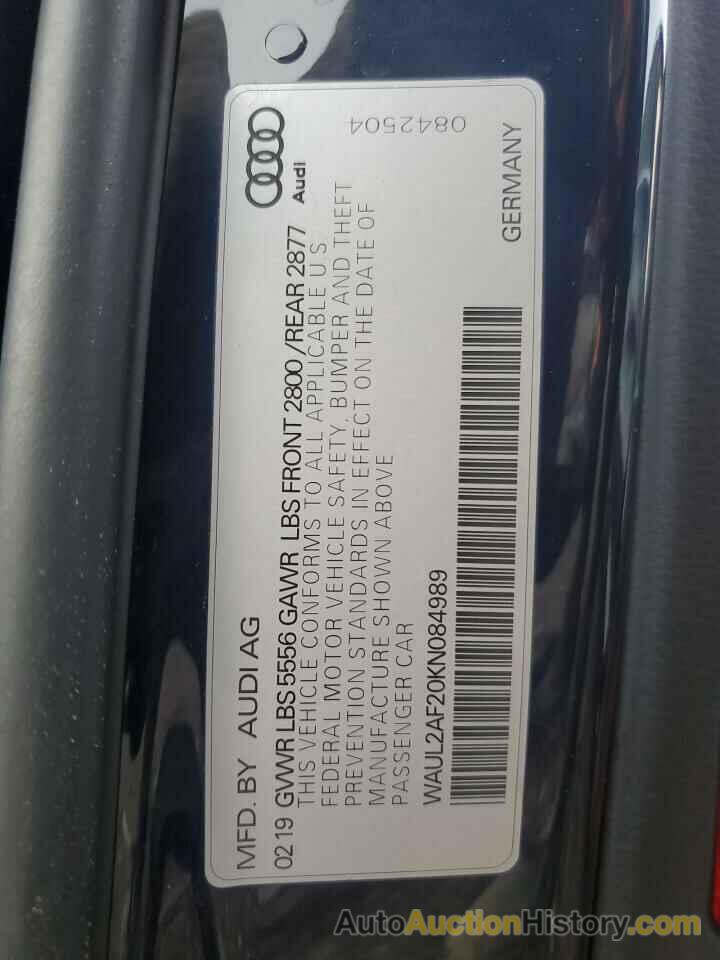 MFD. BY AUDI AG
Audi
0219 GVWR LBS 5556 GAWR LBS FRONT 2800 /REAR 2877
THIS VEHICLE CONFORMS TO ALL APPLICABLE U S
FEDERAL MOTOR VEHICLE SAFETY, BUMPER AND THEFT
PREVENTION STANDARDS IN EFFECT ON THE DATE OF
MANUFACTURE SHOWN ABOVE
PASSENGER CAR
0842504
WAUL2AF20KN084989
GERMANY
AutoAuctionHistory.com